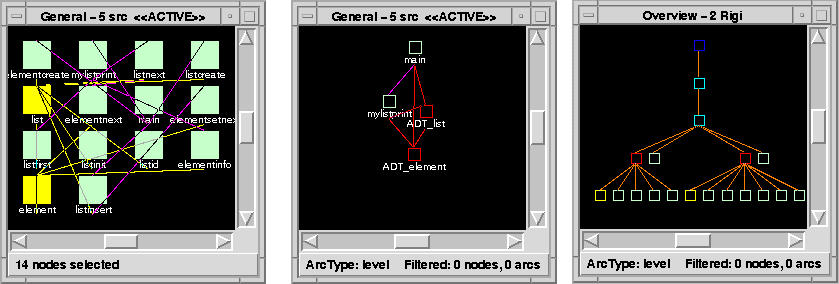 General - 5 src <<ACTIVE>>
elementcreate mylistprint listnext listcreate
list elementnext main elementsetnext
listfirst listinit listid elementinfo
element listinsert
14 nodes selected
General - 5 src <<ACTIVE>>
main
mylistprint
ADT_list
ADT_element
ArcType: level Filtered: 0 nodes, 0 arcs
Overview - 2 Rigi
ArcType: level Filtered: 0 nodes, 0 arcs